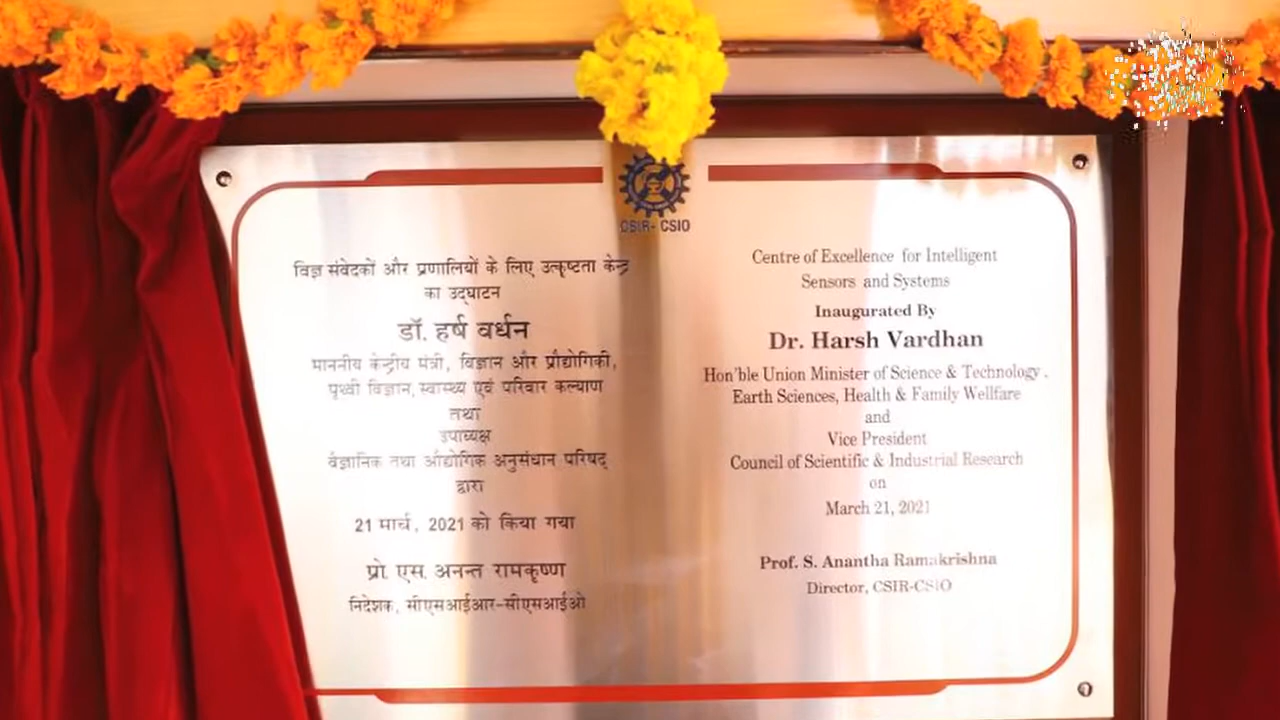 CSIR- CSIO
विज्ञ संवेदकों और प्रणालियों के लिए उत्कृष्टता केन्द्र
का उद्घाटन
डॉ. हर्ष वर्धन
माननीय केन्द्रीय मंत्री, विज्ञान और प्रौद्योगिकी,
पृथ्वी विज्ञान, स्वास्थ्य एवं परिवार कल्याण
तथा
उपाध्यक्ष
वैज्ञानिक तथा औद्योगिक अनुसंधान परिषद्
द्वारा
21 मार्च, 2021 को किया गया
प्रो. एस. अनन्त रामकृष्ण
निदेशक, सीएसआईआर-सीएसआईओ
Centre of Excellence for Intelligent
Sensors and Systems
Inaugurated By
Dr. Harsh Vardhan
Hon'ble Union Minister of Science & Technology .
Earth Sciences, Health & Family Wellfare
and
Vice President
Council of Scientific & Industrial Research
on
March 21, 2021
Prof. S. Anantha Ramakrishna
Director, CSIR-CSIO